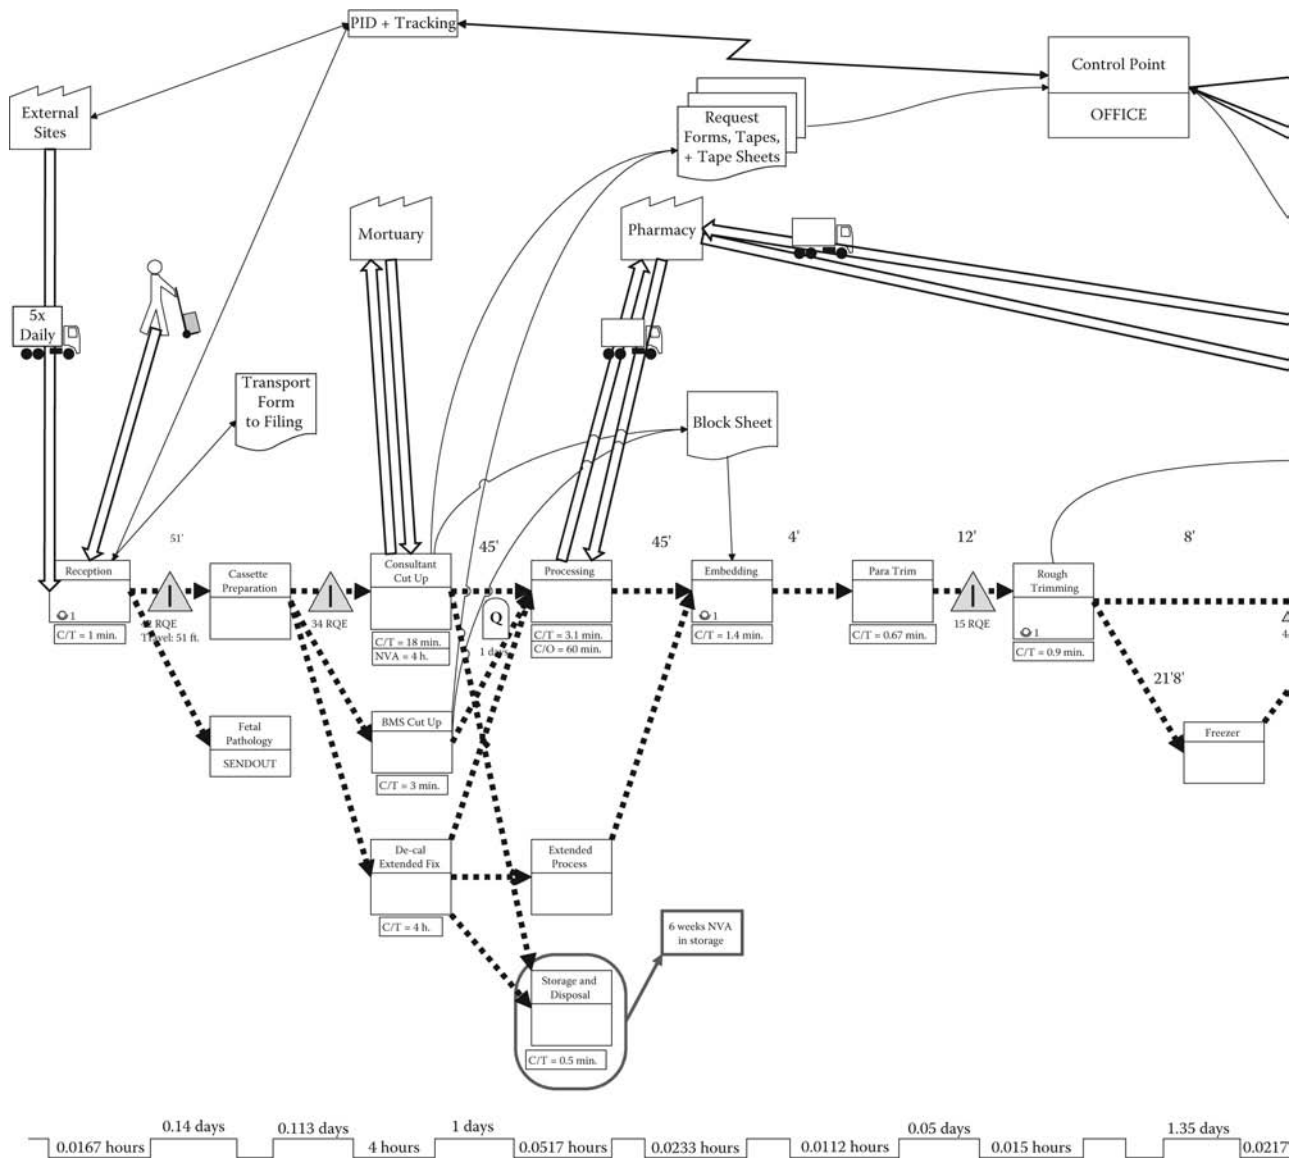 PID + Tracking
Control Point
OFFICE
External
Sites
Request
Forms, Tapes,
+ Tape Sheets
Mortuary
Pharmacy
5x
Daily
Transport
Form
to Filing
Block Sheet
51'
45'
45'
4'
12'
8'
Reception
1
C/T = 1 min.
42 RQE
Travel: 51 ft.
Cassette
Preparation
34 RQE
Consultant
Cut Up
C/T = 18 min.
NVA = 4 h.
Q
1 days
Processing
C/T = 3.1 min.
C/O = 60 min.
Embedding
1
C/T = 1.4 min.
Para Trim
C/T = 0.67 min.
15 RQE
Rough
Trimming
1
C/T = 0.9 min.
21'8'
Fetal
Pathology
SENDOUT
BMS Cut Up
C/T = 3 min.
Freezer
De-cal
Extended Fix
C/T = 4 h.
Extended
Process
6 weeks NVA
in storage
Storage and
Disposal
C/T = 0.5 min.
0.14 days
0.113 days
1 days
0.05 days
1.35 days
0.0167 hours
4 hours
0.0517 hours
0.0233 hours
0.0112 hours
0.015 hours
0.0217